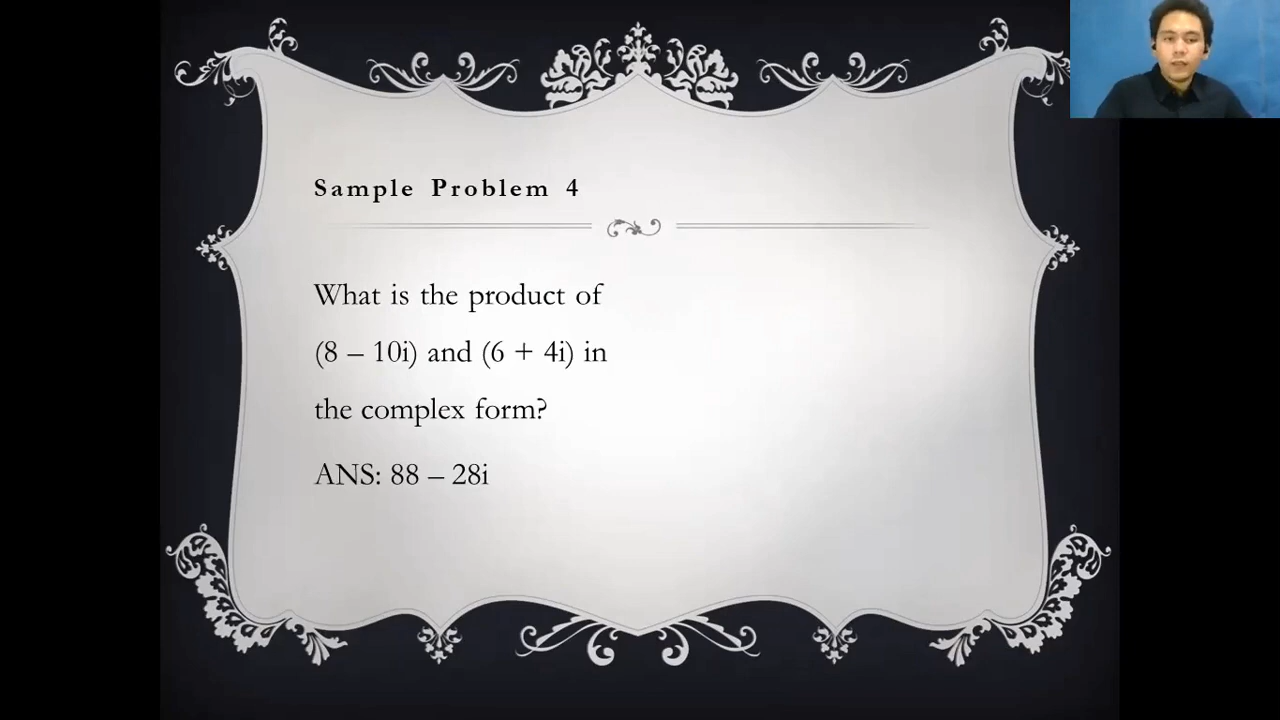 Sample Problem 4
What is the product of
(8 – 10i) and (6 + 4i) in
the complex form?
ANS: 88 – 28i